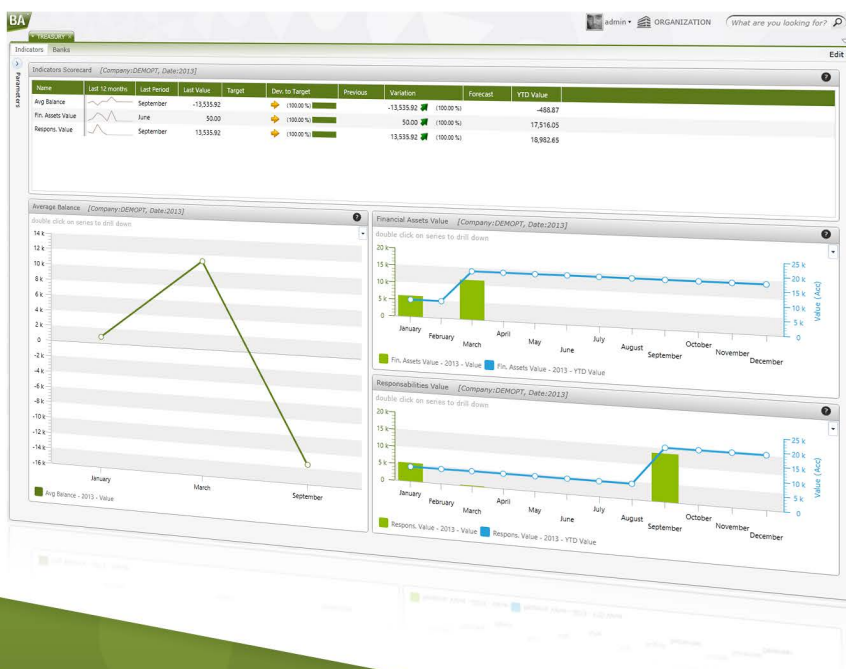 BA
admin
ORGANIZATION
What are you looking for?
TREASURY
Indicators Banks
Edit
Parameters
Indicators Scorecard [Company:DEMOPT, Date:2013]
Name Last 12 months Last Period Last Value Target Dev. to Target Previous Variation Forecast YTD Value
Avg Balance September -13,535.92 (100.00 %) -13,535.92 (100.00 %) -488.87
Fin. Assets Value June 50.00 (100.00 %) 50.00 (100.00 %) 17,516.05
Respons. Value September 13,535.92 (100.00 %) 13,535.92 (100.00 %) 18,982.65
Average Balance [Company:DEMOPT, Date:2013]
double click on series to drill down
14 k
12 k
10 k
8 k
6 k
4 k
2 k
0
-2 k
-4 k
-6 k
-8 k
-10 k
-12 k
-14 k
-16 k
January March September
Avg Balance - 2013 - Value
Financial Assets Value [Company:DEMOPT, Date:2013]
double click on series to drill down
20 k
15 k
10 k
5 k
0
25 k
20 k
15 k
10 k
5 k
0
Value (Acc)
January February March April May June July August September October November December
Fin. Assets Value - 2013 - Value Fin. Assets Value - 2013 - YTD Value
Responsabilities Value [Company:DEMOPT, Date:2013]
double click on series to drill down
20 k
15 k
10 k
5 k
0
25 k
20 k
15 k
10 k
5 k
0
Value (Acc)
January February March April May June July August September October November December
Respons. Value - 2013 - Value Respons. Value - 2013 - YTD Value